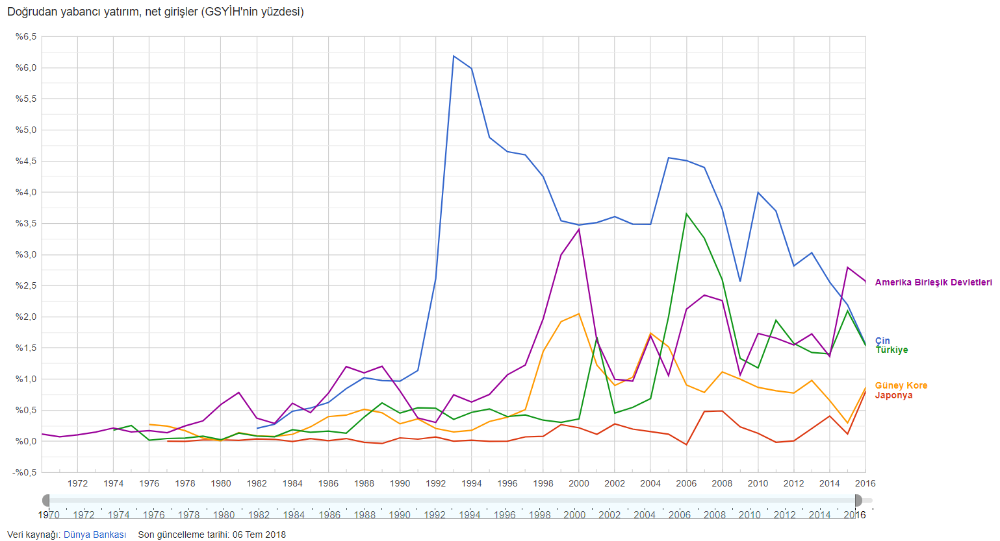 Doğrudan yabancı yatırım, net girişler (GSYİH'nin yüzdesi)
%6,5
%6,0
%5,5
%5,0
%4,5
%4,0
%3,5
%3,0
%2,5
%2,0
%1,5
%1,0
%0,5
%0,0
-%0,5
Amerika Birleşik Devletleri
Çin
Türkiye
Güney Kore
Japonya
1972 1974 1976 1978 1980 1982 1984 1986 1988 1990 1992 1994 1996 1998 2000 2002 2004 2006 2008 2010 2012 2014 2016
1970 1972 1974 1976 1978 1980 1982 1984 1986 1988 1990 1992 1994 1996 1998 2000 2002 2004 2006 2008 2010 2012 2014 2016
Veri kaynağı: Dünya Bankası Son güncelleme tarihi: 06 Tem 2018